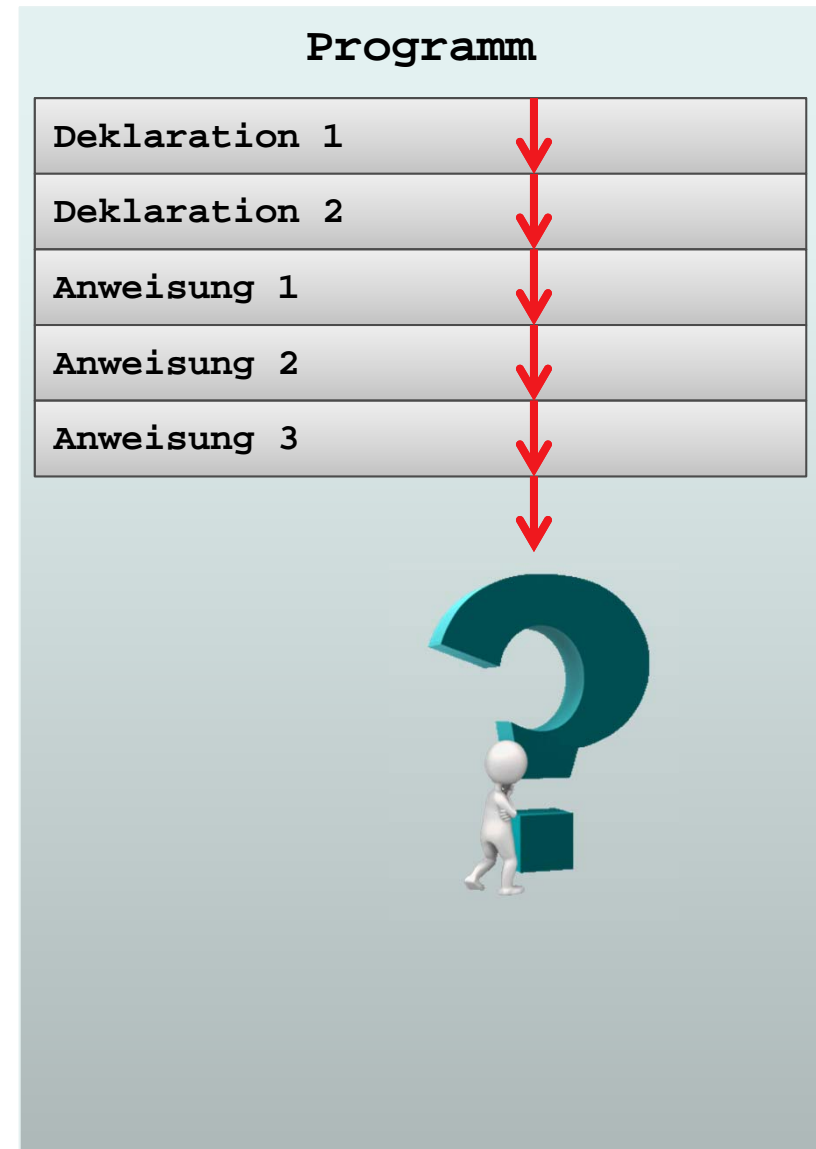 Programm
Deklaration 1
Deklaration 2
Anweisung 1
Anweisung 2
Anweisung 3